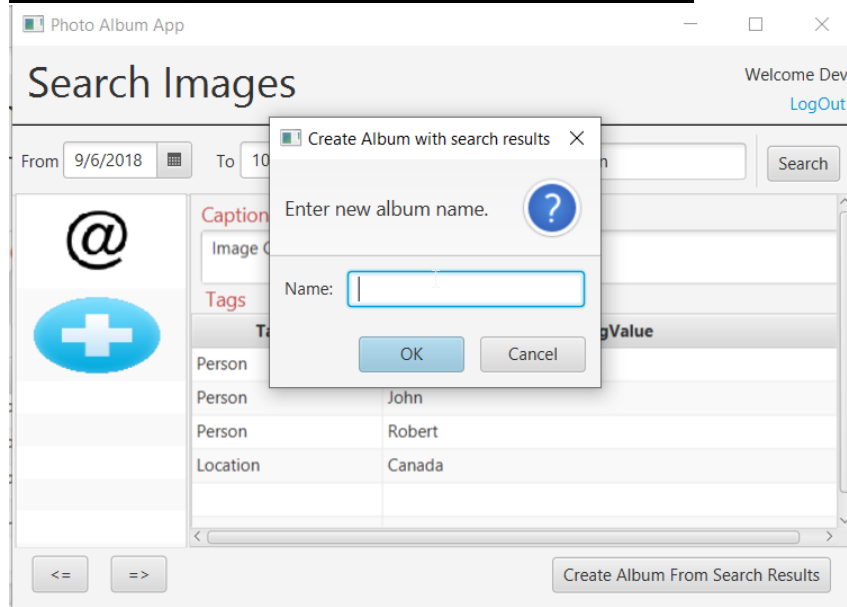 Photo Album App
Search Images
Welcome Dev
LogOut
Create Album with search results
From 9/6/2018 To 10
Search
Enter new album name.
?
@
Caption
Image
Name:
Tags
OK Cancel
Person
Person John
Person Robert
Location Canada
<= =>
Create Album From Search Results